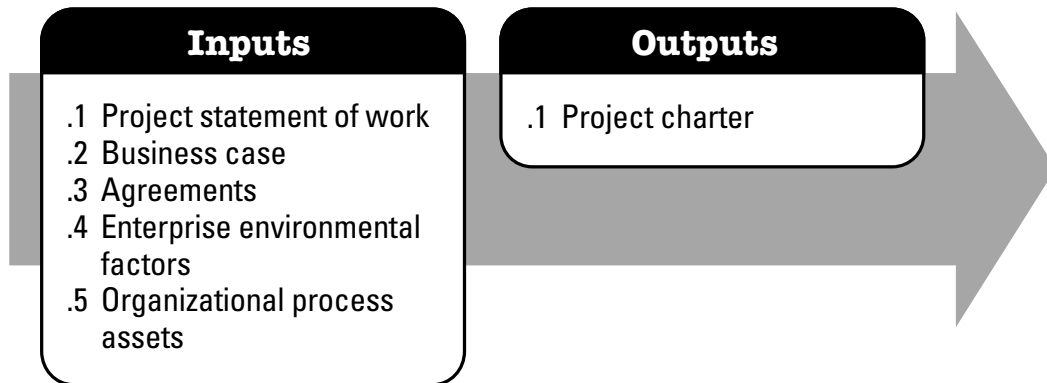 Inputs
.1 Project statement of work
.2 Business case
.3 Agreements
.4 Enterprise environmental
factors
.5 Organizational process
assets
Outputs
.1 Project charter